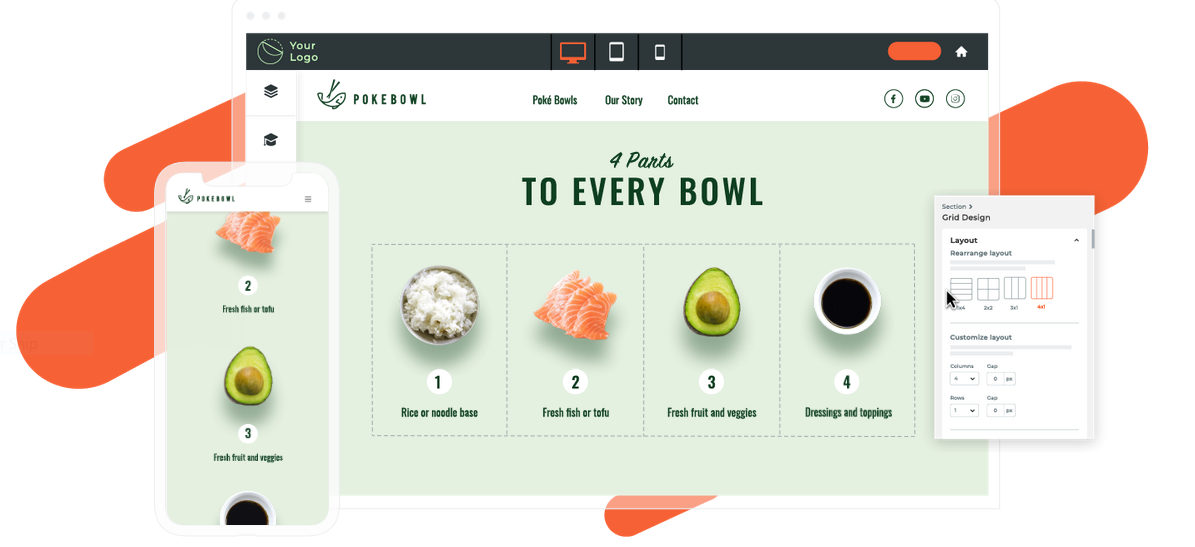 Your
Logo
POKEBOWL
Poké Bowls
Our Story
Contact
4 Parts
TO EVERY BOWL
1
Rice or noodle base
2
Fresh fish or tofu
3
Fresh fruit and veggies
4
Dressings and toppings
POKEBOWL
2
Fresh fish or tofu
3
Fresh fruit and veggies
Section >
Grid Design
Layout
Rearrange layout
2x2
3x1
4x1
Customize layout
Columns
Gap
4
0 px
Rows
Gap
1
0 px